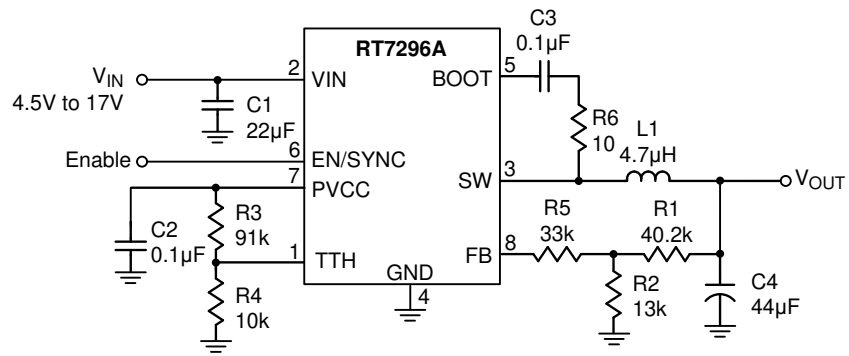 RT7296A
C3
0.1µF
V_IN
4.5V to 17V
2
VIN
BOOT
5
C1
22µF
R6
10
L1
4.7µH
Enable
6
EN/SYNC
7
PVCC
SW
3
V_OUT
C2
0.1µF
R3
91k
R5
33k
R1
40.2k
1
TTH
FB
8
GND
4
R4
10k
R2
13k
C4
44µF